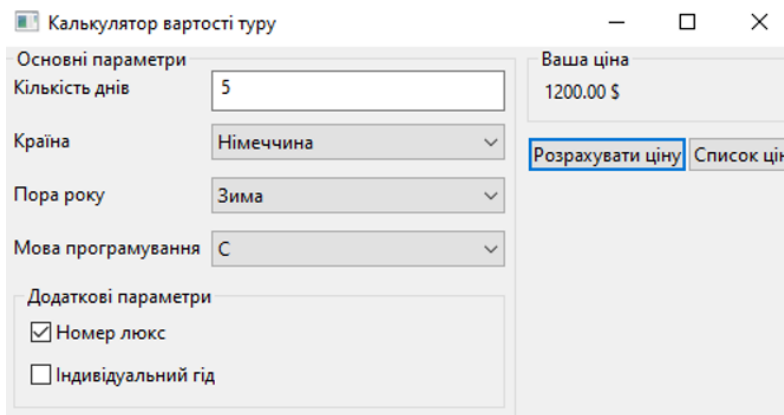 Калькулятор вартості туру
Основні параметри
Кількість днів
5
Країна
Німеччина
Пора року
Зима
Мова програмування
C
Додаткові параметри
Номер люкс
Індивідуальний гід
Ваша ціна
1200.00 $
Розрахувати ціну
Список цін